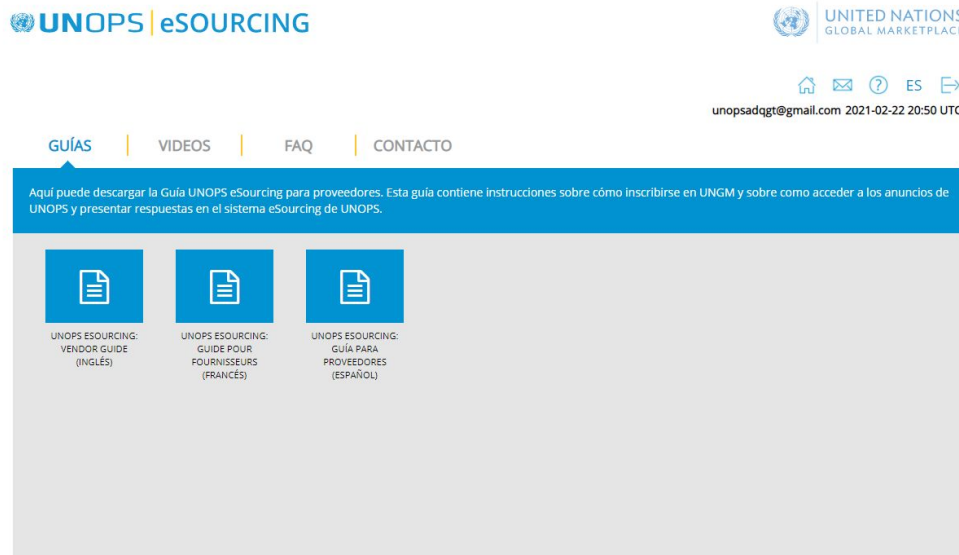 UNOPS eSOURCING
UNITED NATIONS
GLOBAL MARKETPLACE
ES
unopsadqgt@gmail.com 2021-02-22 20:50 UTC
GUÍAS VIDEOS FAQ CONTACTO
Aquí puede descargar la Guía UNOPS eSourcing para proveedores. Esta guía contiene instrucciones sobre cómo inscribirse en UNGM y sobre como acceder a los anuncios de
UNOPS y presentar respuestas en el sistema eSourcing de UNOPS.
UNOPS ESOURCING:
VENDOR GUIDE
(INGLÉS)
UNOPS ESOURCING:
GUIDE POUR
FOURNISSEURS
(FRANCÉS)
UNOPS ESOURCING:
GUÍA PARA
PROVEEDORES
(ESPAÑOL)